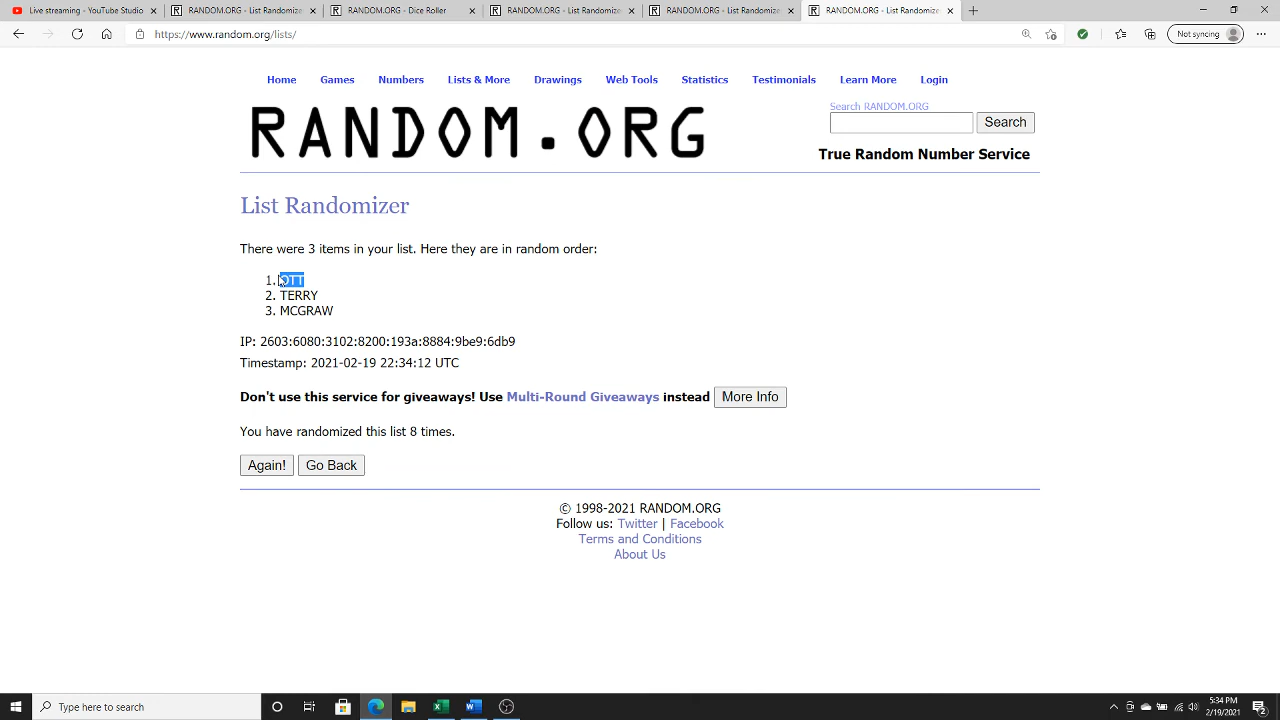 Live streaming - YouTube Studio
RANDOM.ORG - List Randomizer
RANDOM.ORG - Dice Roller
RANDOM.ORG - List Randomize
RANDOM.ORG - List Randomizer
RANDOM.ORG - List Randomize
https://www.random.org/lists/
Not syncing
Home Games Numbers Lists & More Drawings Web Tools Statistics Testimonials Learn More Login
RANDOM.ORG
Search RANDOM.ORG
Search
True Random Number Service
List Randomizer
There were 3 items in your list. Here they are in random order:
1. OTT
2. TERRY
3. MCGRAW
IP: 2603:6080:3102:8200:193a:8884:9be9:6db9
Timestamp: 2021-02-19 22:34:12 UTC
Don't use this service for giveaways! Use Multi-Round Giveaways instead More Info
You have randomized this list 8 times.
Again! Go Back
© 1998-2021 RANDOM.ORG
Follow us: Twitter | Facebook
Terms and Conditions
About Us
Type here to search
5:34 PM
2/19/2021
2